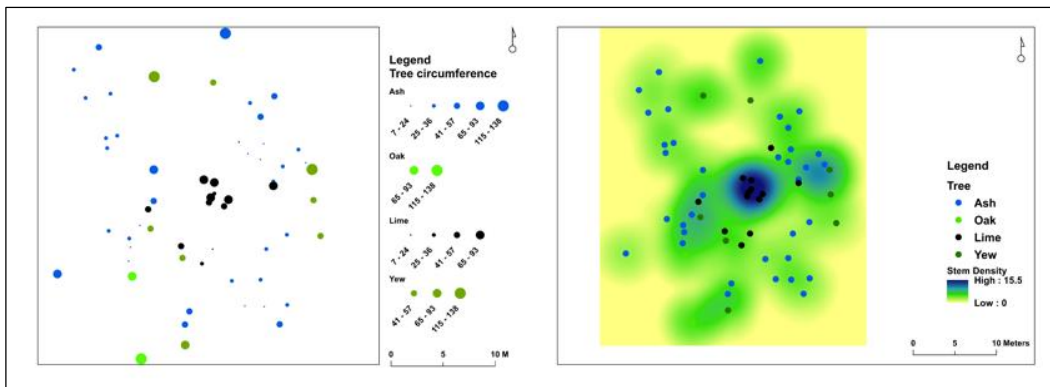 Legend
Tree circumference
Ash
7 - 24
25 - 36
41 - 57
65 - 93
115 - 138
Oak
65 - 93
115 - 138
Lime
7 - 24
25 - 36
41 - 57
65 - 93
Yew
41 - 57
65 - 93
115 - 138
0 5 10 M
Legend
Tree
Ash
Oak
Lime
Yew
Stem Density
High : 15.5
Low : 0
0 5 10 Meters